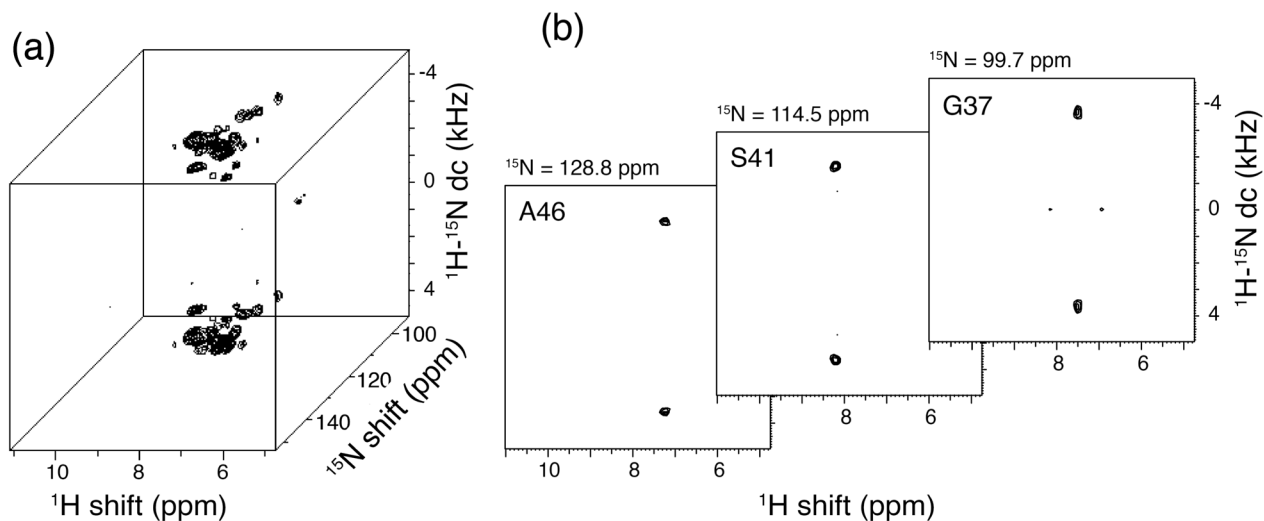 (a)
-4
0
4
¹H-¹⁵N dc (kHz)
100
120
140
¹⁵N shift (ppm)
10 8 6
¹H shift (ppm)
(b)
¹⁵N = 128.8 ppm
A46
¹⁵N = 114.5 ppm
S41
¹⁵N = 99.7 ppm
G37
-4
0
4
¹H-¹⁵N dc (kHz)
8 6
8 6
10 8 6
¹H shift (ppm)